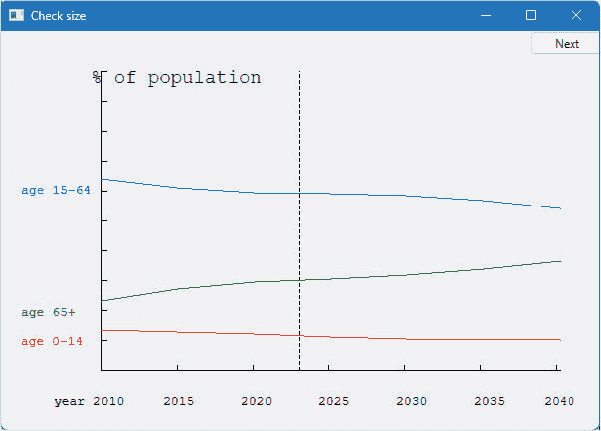 Check size
Next
% of population
age 15-64
age 65+
age 0-14
year 2010 2015 2020 2025 2030 2035 2040